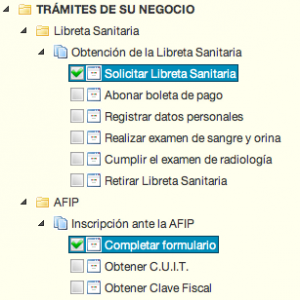 TRÁMITES DE SU NEGOCIO
Libreta Sanitaria
Obtención de la Libreta Sanitaria
Solicitar Libreta Sanitaria
Abonar boleta de pago
Registrar datos personales
Realizar examen de sangre y orina
Cumplir el examen de radiología
Retirar Libreta Sanitaria
AFIP
Inscripción ante la AFIP
Completar formulario
Obtener C.U.I.T.
Obtener Clave Fiscal